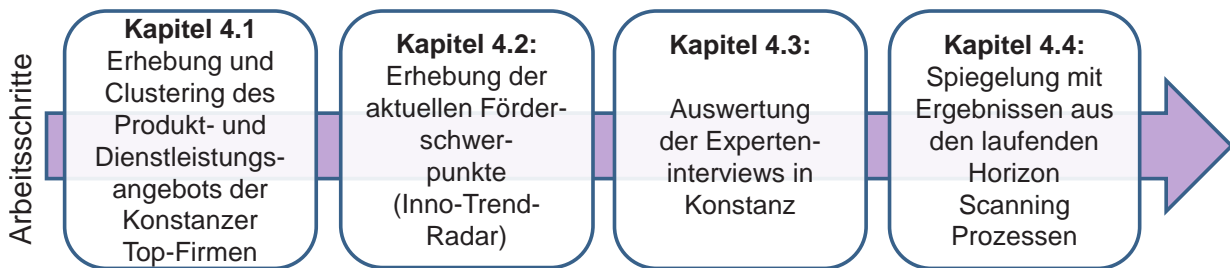 Arbeitsschritte
Kapitel 4.1
Erhebung und
Clustering des
Produkt- und
Dienstleistungs-
angebots der
Konstanzer
Top-Firmen
Kapitel 4.2:
Erhebung der
aktuellen Förder-
schwer-
punkte
(Inno-Trend-
Radar)
Kapitel 4.3:
Auswertung
der Experten-
interviews in
Konstanz
Kapitel 4.4:
Spiegelung mit
Ergebnissen aus
den laufenden
Horizon
Scanning
Prozessen